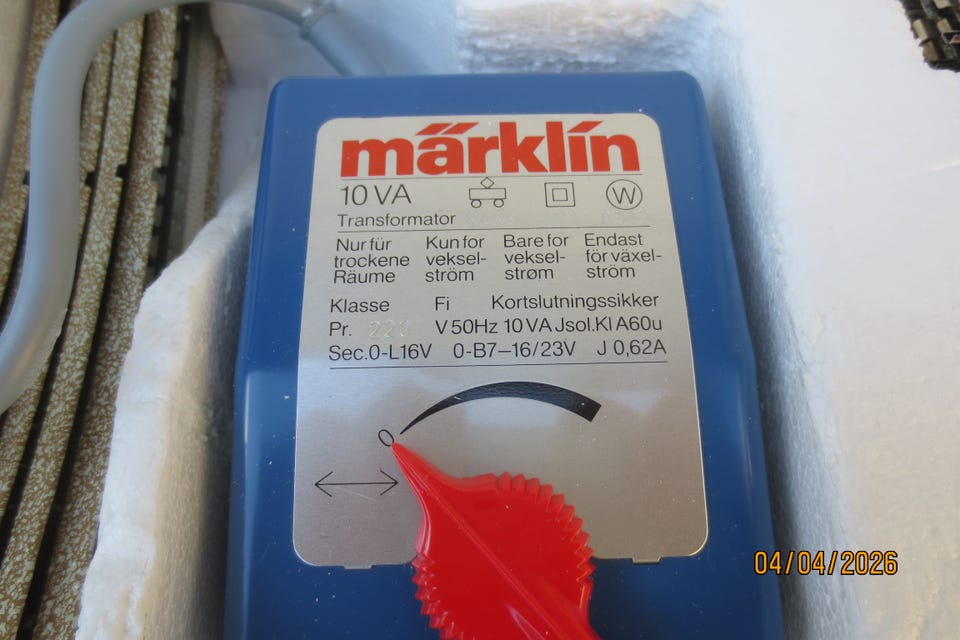 märklin
10 VA W
Transformator
Nur für Kun for Bare for Endast
trockene veksel- veksel- för växel-
Räume ström strøm ström
Klasse Fi Kortslutningssikker
Pr. 220 V 50Hz 10 VA Jsol.Kl A60u
Sec.0-L16V 0-B7–16/23V J 0,62A
0
04/04/2026